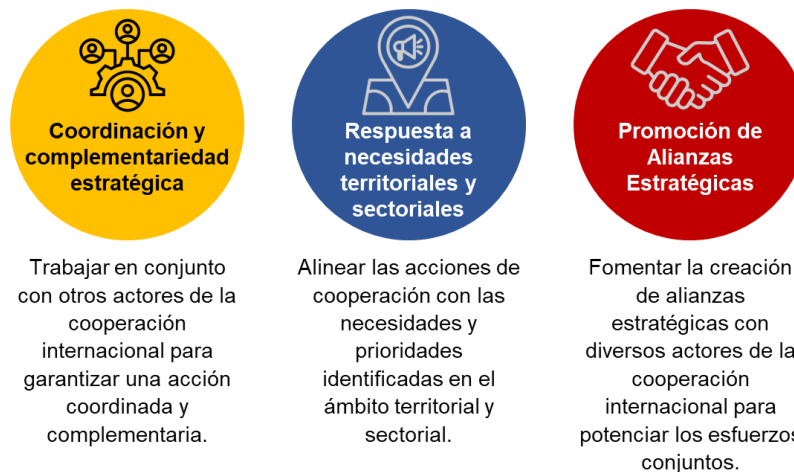 Coordinación y
complementariedad
estratégica
Trabajar en conjunto
con otros actores de la
cooperación
internacional para
garantizar una acción
coordinada y
complementaria.
Respuesta a
necesidades
territoriales y
sectoriales
Alinear las acciones de
cooperación con las
necesidades y
prioridades
identificadas en el
ámbito territorial y
sectorial.
Promoción de
Alianzas
Estratégicas
Fomentar la creación
de alianzas
estratégicas con
diversos actores de la
cooperación
internacional para
potenciar los esfuerzos
conjuntos.